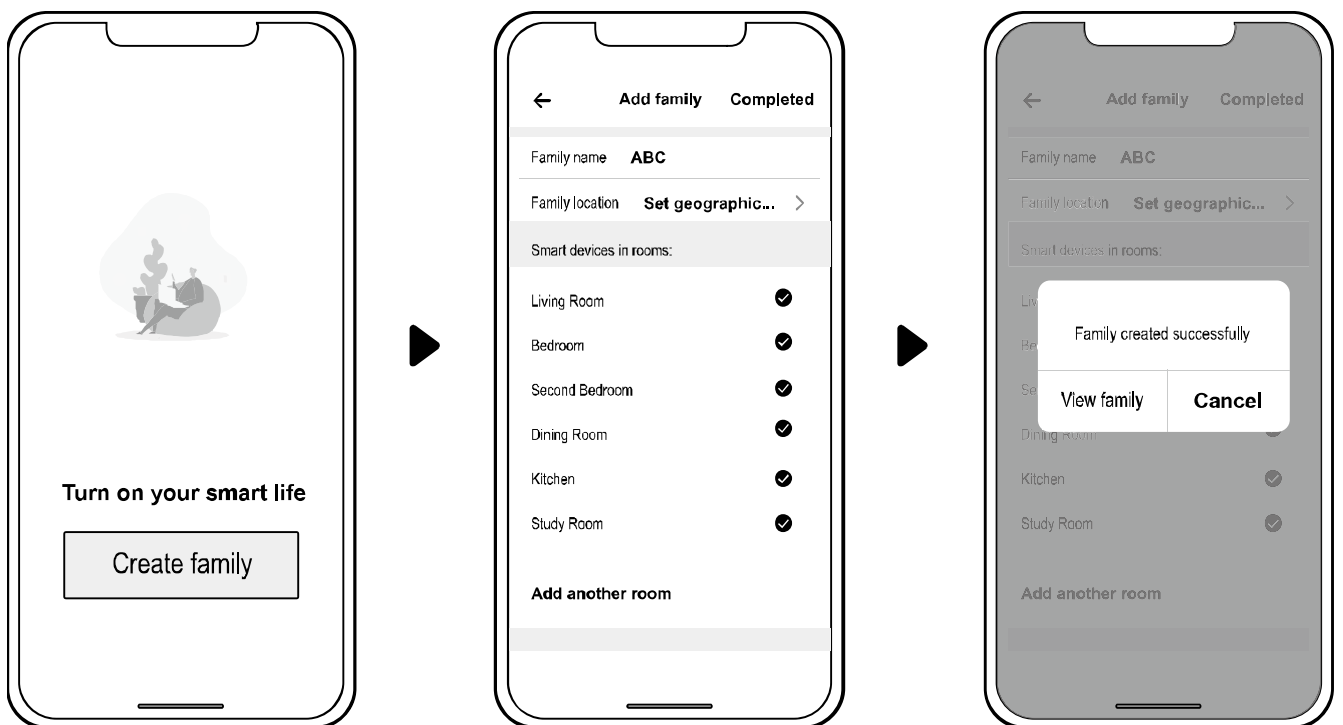 Turn on your smart life
Create family
Add family Completed
Family name ABC
Family location Set geographic...
Smart devices in rooms:
Living Room
Bedroom
Second Bedroom
Dining Room
Kitchen
Study Room
Add another room
Add family Completed
Family name ABC
Family location Set geographic...
Smart devices in rooms:
Liv
Be
Family created successfully
Se
View family Cancel
Dining Room
Kitchen
Study Room
Add another room